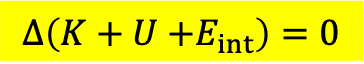 Δ(K + U +E_int) = 0